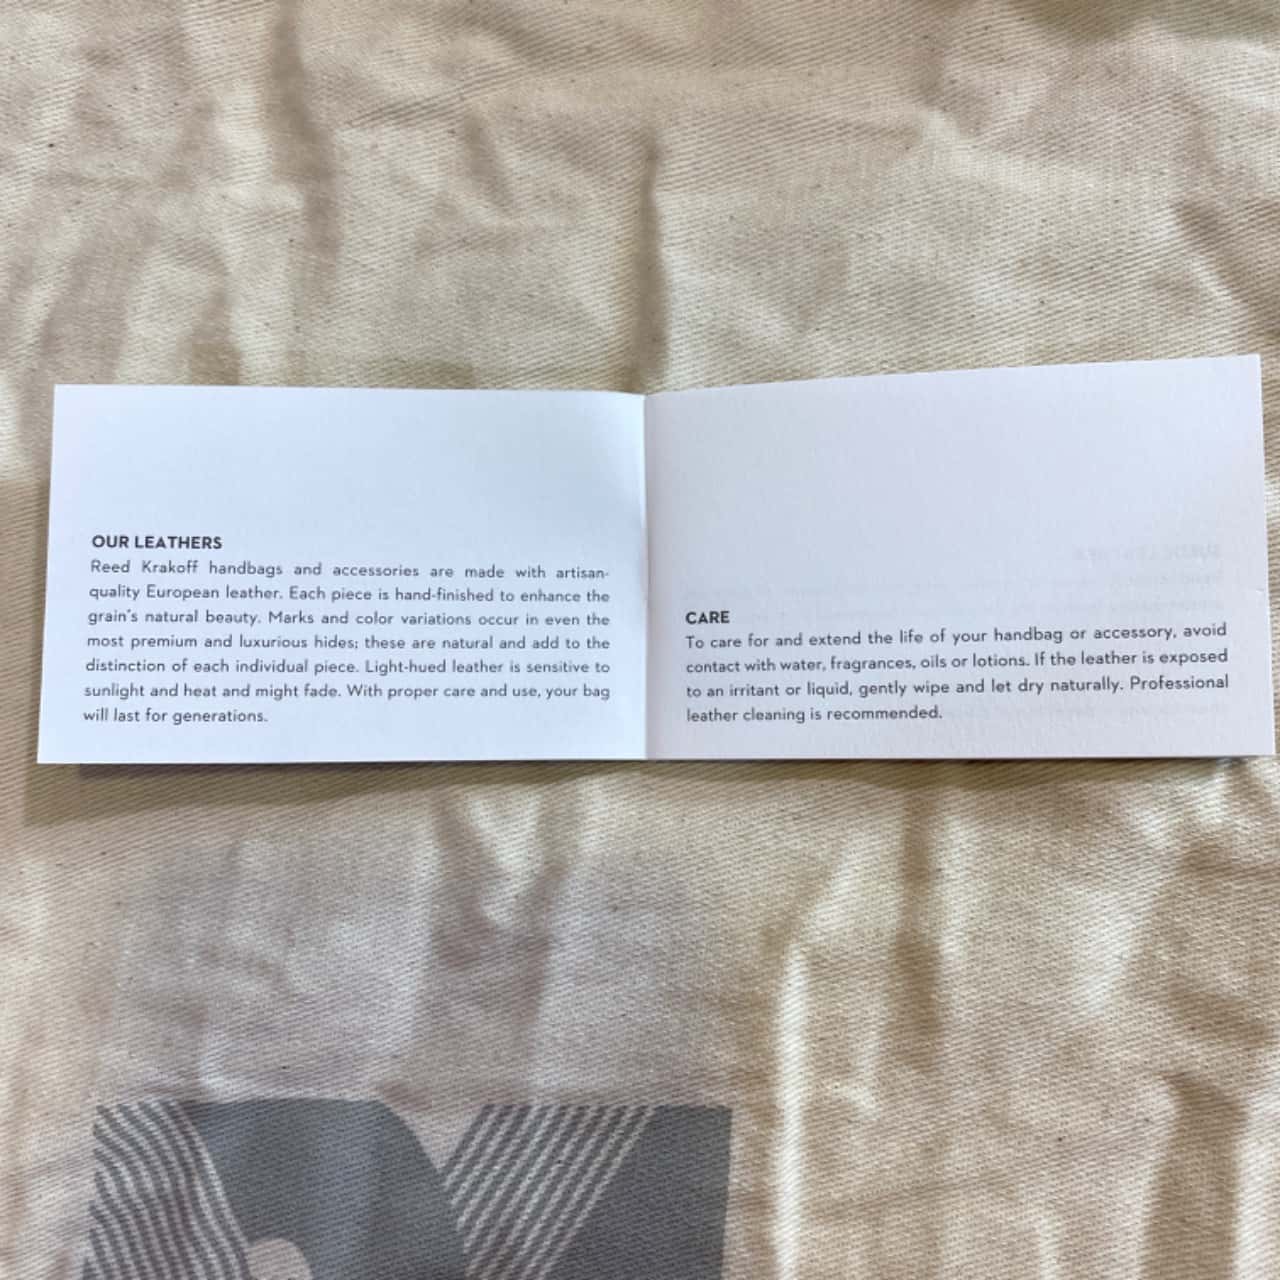 OUR LEATHERS
Reed Krakoff handbags and accessories are made with artisan-
quality European leather. Each piece is hand-finished to enhance the
grain's natural beauty. Marks and color variations occur in even the
most premium and luxurious hides; these are natural and add to the
distinction of each individual piece. Light-hued leather is sensitive to
sunlight and heat and might fade. With proper care and use, your bag
will last for generations.
CARE
To care for and extend the life of your handbag or accessory, avoid
contact with water, fragrances, oils or lotions. If the leather is exposed
to an irritant or liquid, gently wipe and let dry naturally. Professional
leather cleaning is recommended.